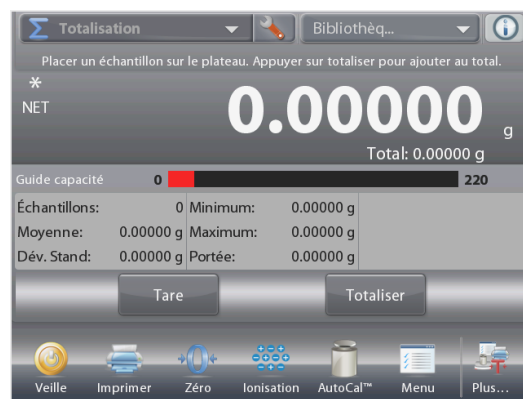 Totalisation Bibliothèq...
Placer un échantillon sur le plateau. Appuyer sur totaliser pour ajouter au total.
*
NET
0.00000 g
Total: 0.00000 g
Guide capacité 0 220
Échantillons: 0 Minimum: 0.00000 g
Moyenne: 0.00000 g Maximum: 0.00000 g
Dév. Stand: 0.00000 g Portée: 0.00000 g
Tare Totaliser
Veille Imprimer Zéro Ionisation AutoCal™ Menu Plus...